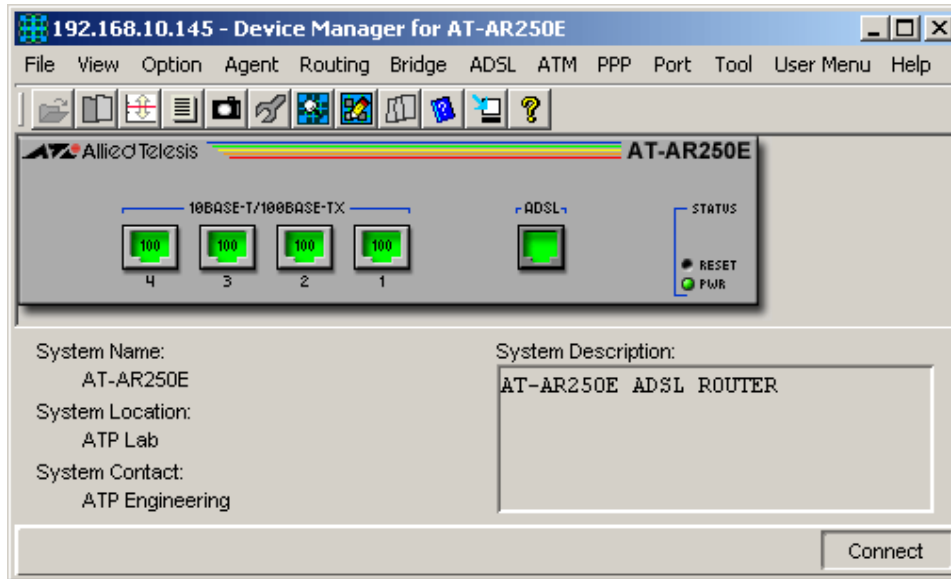 192.168.10.145 - Device Manager for AT-AR250E
File View Option Agent Routing Bridge ADSL ATM PPP Port Tool User Menu Help
Allied Telesis
AT-AR250E
10BASE-T/100BASE-TX
ADSL
STATUS
100 100 100 100
4 3 2 1
RESET
PWR
System Name:
AT-AR250E
System Location:
ATP Lab
System Contact:
ATP Engineering
System Description:
AT-AR250E ADSL ROUTER
Connect